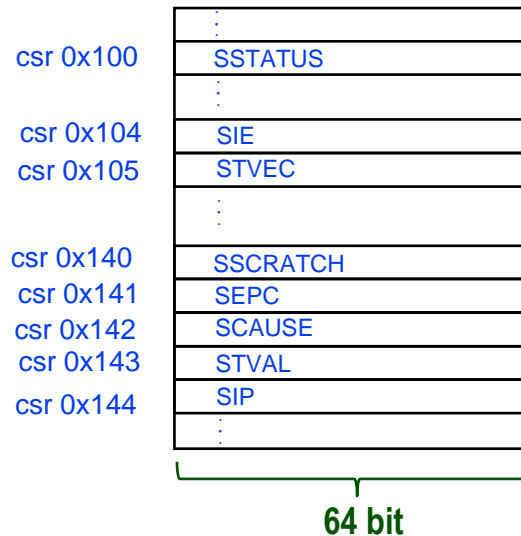 csr 0x100 SSTATUS
csr 0x104 SIE
csr 0x105 STVEC
csr 0x140 SSCRATCH
csr 0x141 SEPC
csr 0x142 SCAUSE
csr 0x143 STVAL
csr 0x144 SIP
64 bit